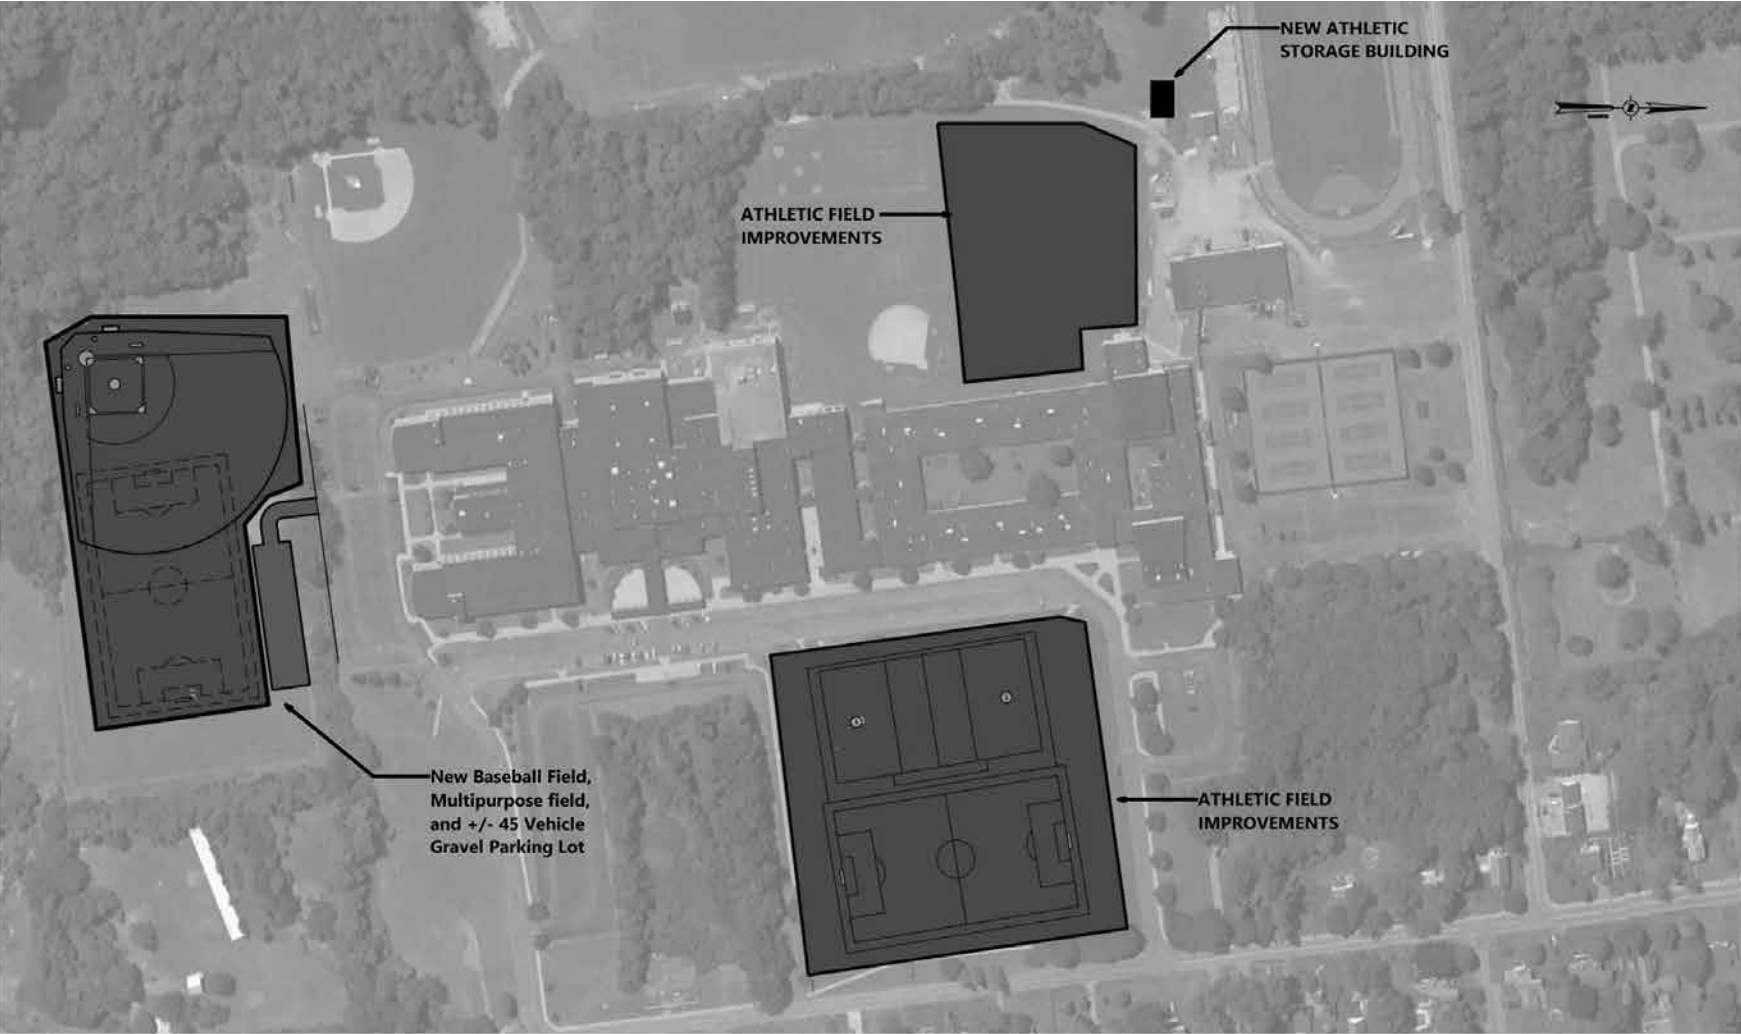 NEW ATHLETIC
STORAGE BUILDING
ATHLETIC FIELD
IMPROVEMENTS
New Baseball Field,
Multipurpose field,
and +/- 45 Vehicle
Gravel Parking Lot
ATHLETIC FIELD
IMPROVEMENTS